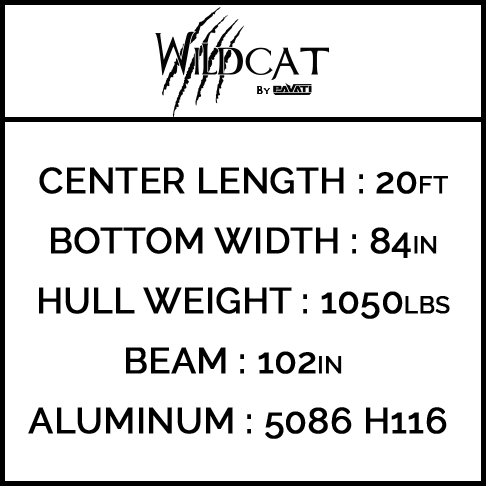 WILDCAT
BY PAVATI
CENTER LENGTH : 20FT
BOTTOM WIDTH : 84IN
HULL WEIGHT : 1050LBS
BEAM : 102IN
ALUMINUM : 5086 H116